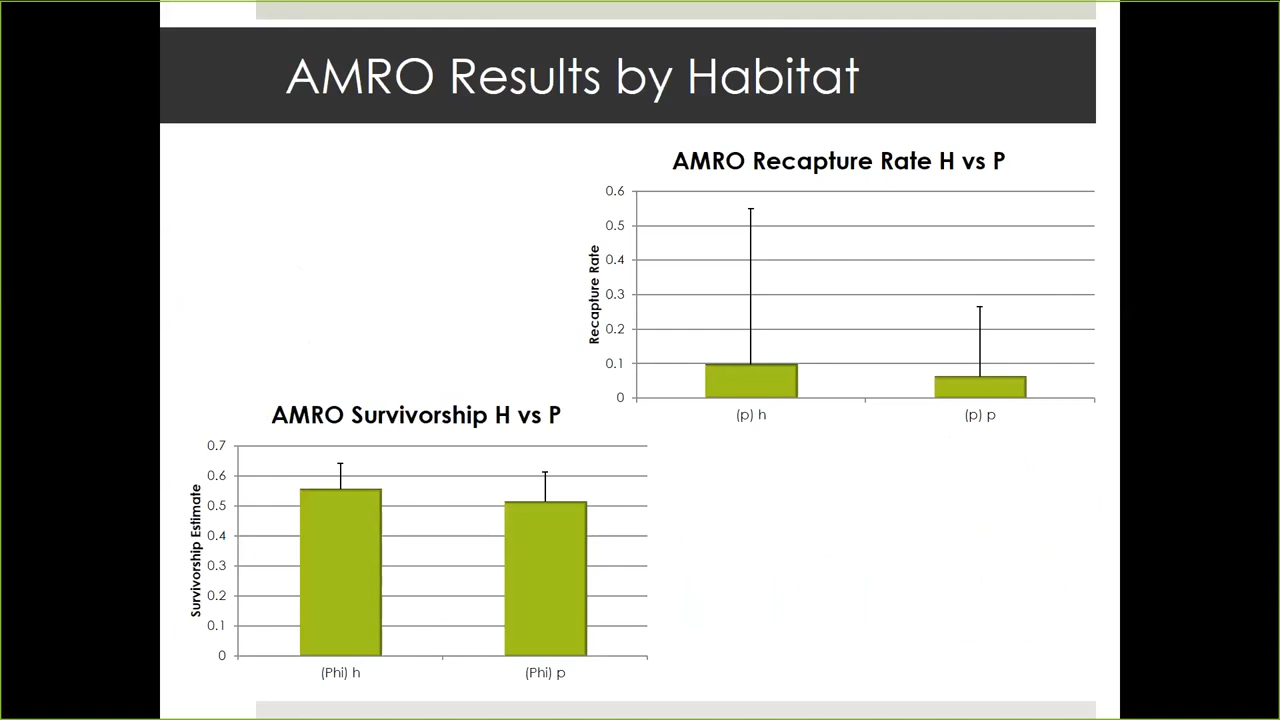 AMRO Results by Habitat
AMRO Recapture Rate H vs P
Recapture Rate
0.6
0.5
0.4
0.3
0.2
0.1
0
(p) h
(p) p
AMRO Survivorship H vs P
Survivorship Estimate
0.7
0.6
0.5
0.4
0.3
0.2
0.1
0
(Phi) h
(Phi) p